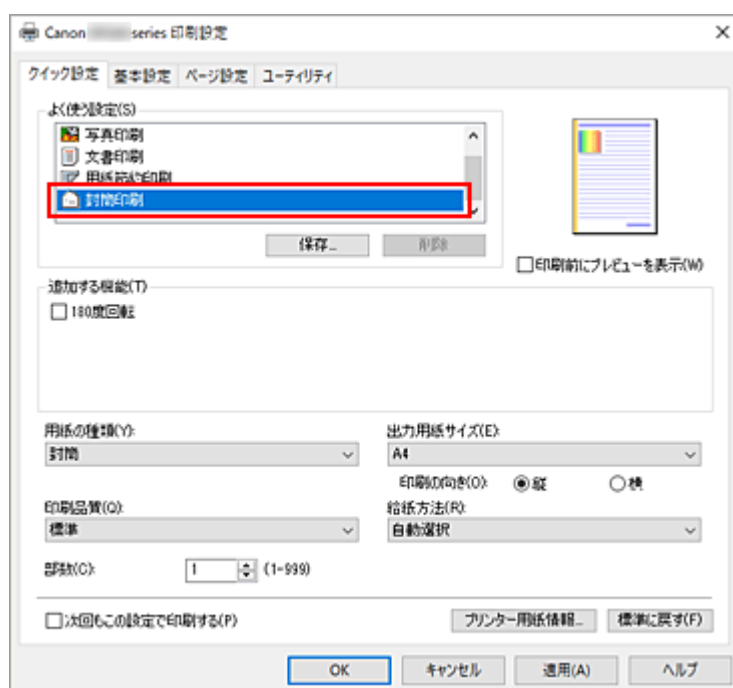 Canon series 印刷設定
クイック設定 基本設定 ページ設定 ユーティリティ
よく使う設定(S)
写真印刷
文書印刷
用紙節約印刷
封筒印刷
保存...
削除
印刷前にプレビューを表示(W)
追加する機能(T)
180度回転
用紙の種類(Y):
封筒
出力用紙サイズ(E):
A4
印刷の向き(O): 縦 横
印刷品質(Q):
標準
給紙方法(R):
自動選択
部数(C): 1 (1-999)
次回もこの設定で印刷する(P)
プリンター用紙情報... 標準に戻す(F)
OK キャンセル 適用(A) ヘルプ